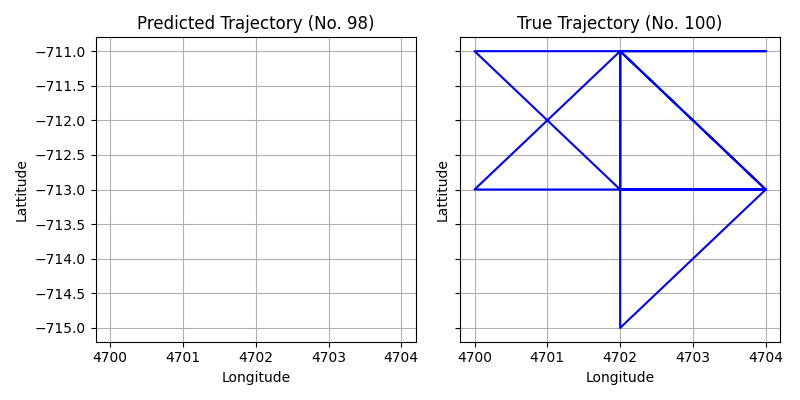 Predicted Trajectory (No. 98)
−711.0
−711.5
−712.0
−712.5
−713.0
−713.5
−714.0
−714.5
−715.0
Lattitude
4700 4701 4702 4703 4704
Longitude
True Trajectory (No. 100)
Lattitude
4700 4701 4702 4703 4704
Longitude